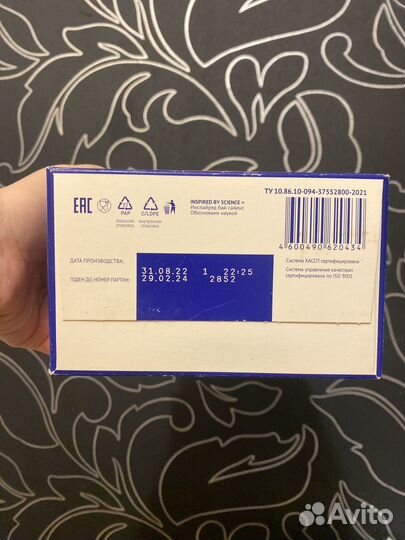 ТУ 10.86.10-094-37552800-2021
EAC
21
PAP
внешняя
упаковка
C/LDPE
внутренняя
упаковка
INSPIRED BY SCIENCE =
Инспайред бай сайенс
Обосновано наукой
4 600490 620434
ДАТА ПРОИЗВОДСТВА:
31.08.22 1 22:25
ГОДЕН ДО, НОМЕР ПАРТИИ:
29.02.24 2852
Система ХАССП сертифицирована
Система управления качеством
сертифицирована по ISO 9001
Avito